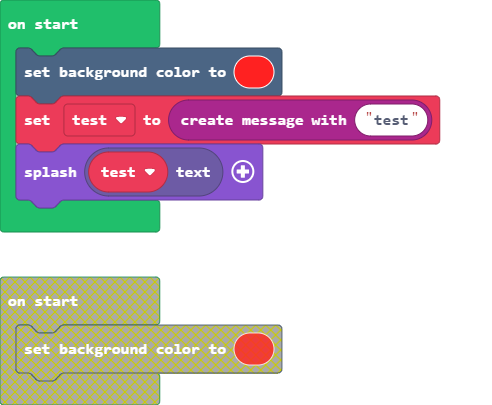 on start
set background color to
set test to create message with "test"
splash test text
on start
set background color to